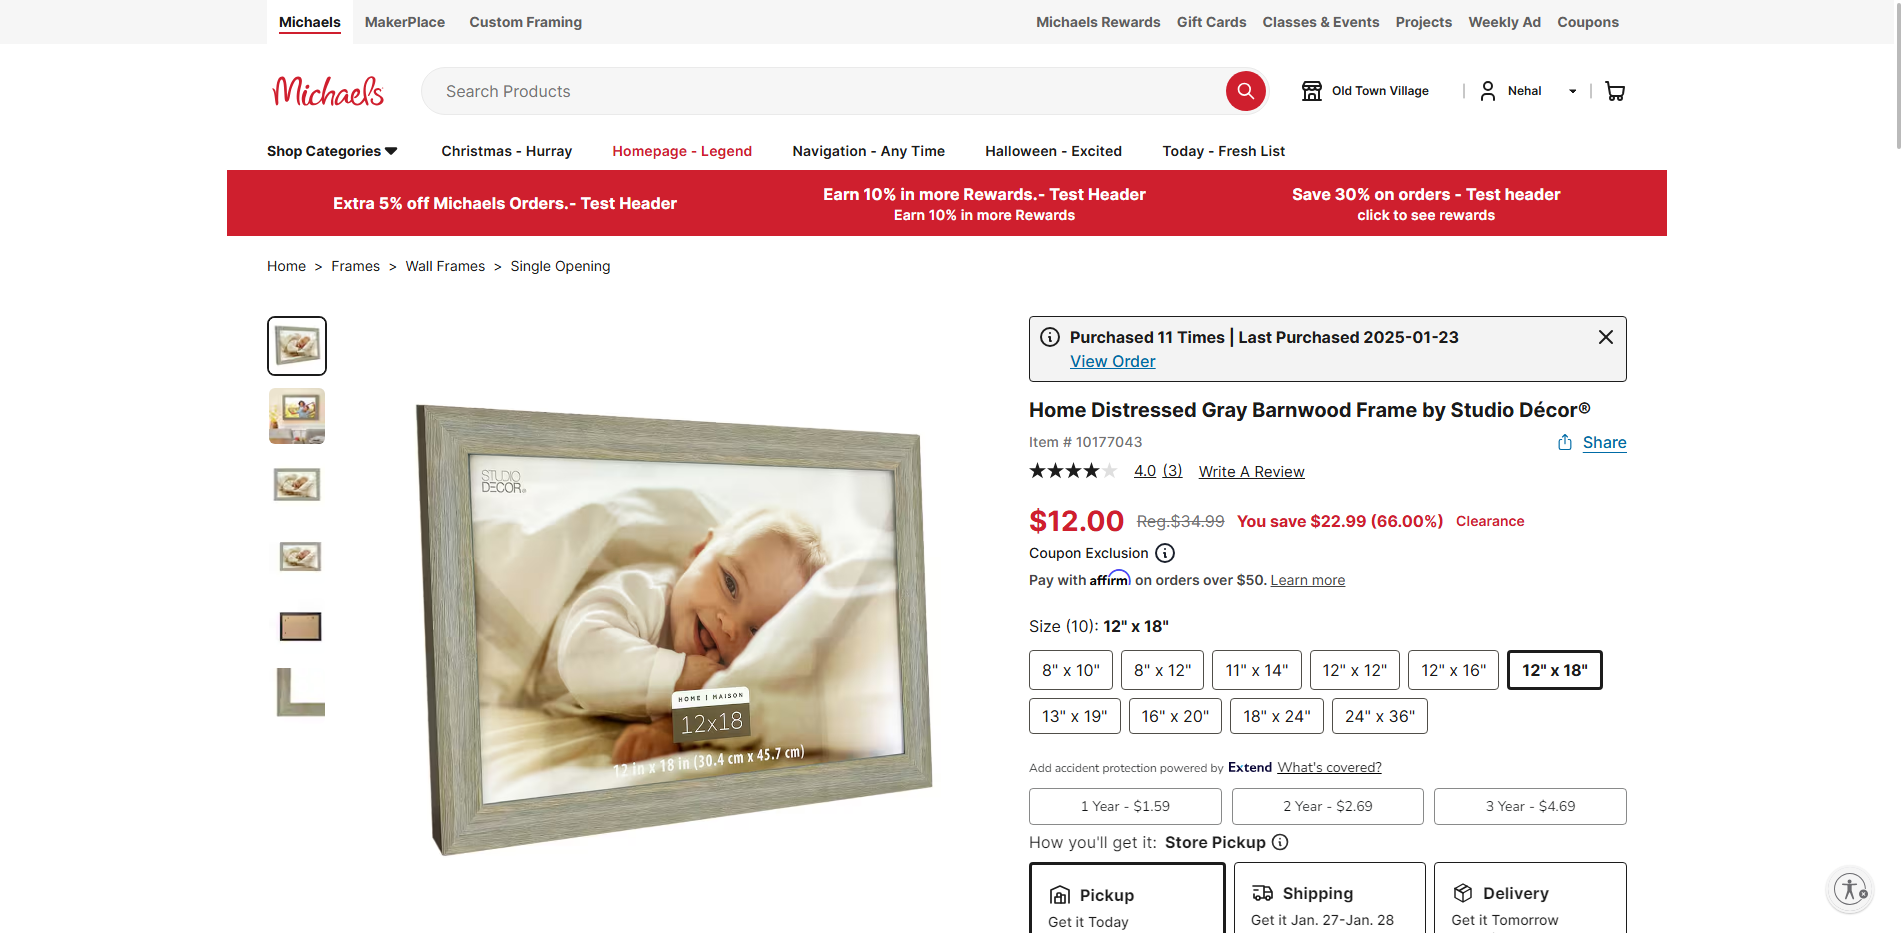 Michaels
MakerPlace
Custom Framing
Michaels Rewards
Gift Cards
Classes & Events
Projects
Weekly Ad
Coupons
Michaels
Search Products
Old Town Village
Nehal
Shop Categories
Christmas - Hurray
Homepage - Legend
Navigation - Any Time
Halloween - Excited
Today - Fresh List
Extra 5% off Michaels Orders.- Test Header
Earn 10% in more Rewards.- Test Header
Earn 10% in more Rewards
Save 30% on orders - Test header
click to see rewards
Home > Frames > Wall Frames > Single Opening
STUDIO
DECOR®
HOME | MAISON
12x18
12 in x 18 in (30.4 cm x 45.7 cm)
Purchased 11 Times | Last Purchased 2025-01-23
View Order
Home Distressed Gray Barnwood Frame by Studio Décor®
Item # 10177043
Share
4.0 (3) Write A Review
$12.00 Reg.$34.99 You save $22.99 (66.00%) Clearance
Coupon Exclusion
Pay with affirm on orders over $50. Learn more
Size (10): 12" x 18"
8" x 10"
8" x 12"
11" x 14"
12" x 12"
12" x 16"
12" x 18"
13" x 19"
16" x 20"
18" x 24"
24" x 36"
Add accident protection powered by Extend What's covered?
1 Year - $1.59
2 Year - $2.69
3 Year - $4.69
How you'll get it: Store Pickup
Pickup
Get it Today
Shipping
Get it Jan. 27-Jan. 28
Delivery
Get it Tomorrow